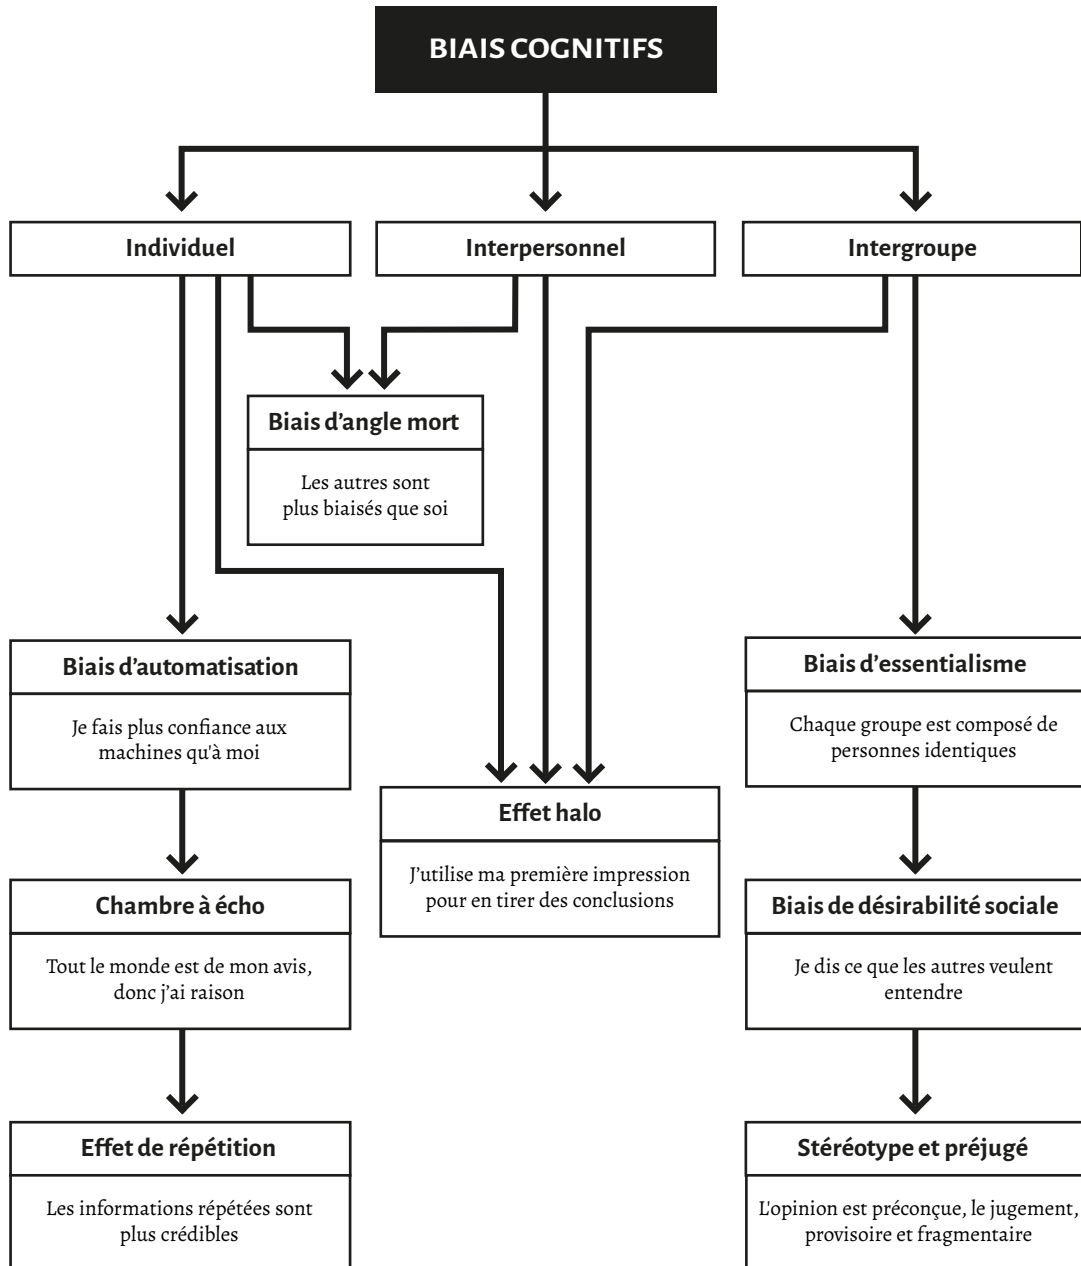 BIAIS COGNITIFS
Individuel
Interpersonnel
Intergroupe
Biais d’angle mort
Les autres sont
plus biaisés que soi
Biais d’automatisation
Je fais plus confiance aux
machines qu'à moi
Biais d’essentialisme
Chaque groupe est composé de
personnes identiques
Effet halo
J’utilise ma première impression
pour en tirer des conclusions
Chambre à écho
Tout le monde est de mon avis,
donc j’ai raison
Biais de désirabilité sociale
Je dis ce que les autres veulent
entendre
Effet de répétition
Les informations répétées sont
plus crédibles
Stéréotype et préjugé
L'opinion est préconçue, le jugement,
provisoire et fragmentaire